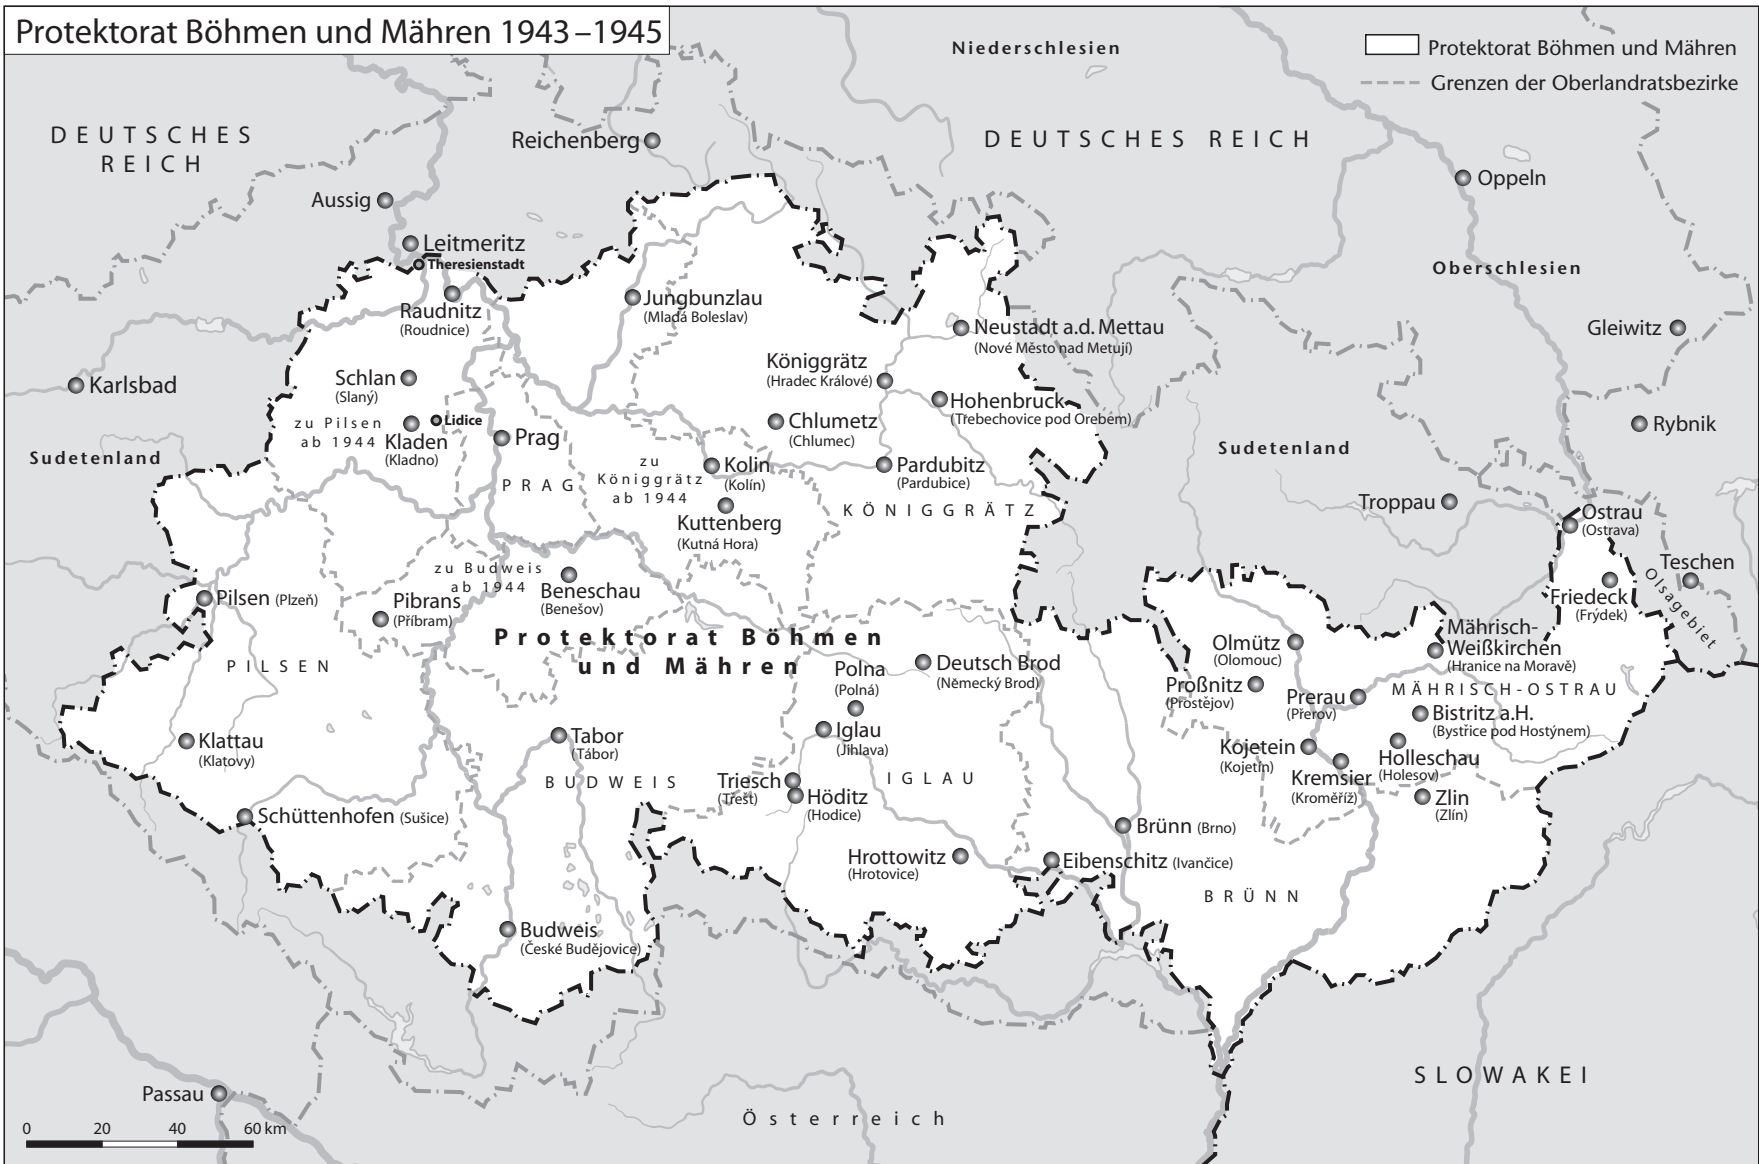 Protektorat Böhmen und Mähren 1943–1945
Niederschlesien
Protektorat Böhmen und Mähren
Grenzen der Oberlandratsbezirke
DEUTSCHES
REICH
Reichenberg
DEUTSCHES REICH
Oppeln
Aussig
Leitmeritz
Theresienstadt
Oberschlesien
Raudnitz
(Roudnice)
Jungbunzlau
(Mladá Boleslav)
Neustadt a.d. Mettau
(Nové Město nad Metují)
Gleiwitz
Karlsbad
Schlan
(Slaný)
Königgrätz
(Hradec Králové)
Hohenbruck
(Třebechovice pod Orebem)
Chlumetz
(Chlumec)
Rybnik
zu Pilsen
ab 1944
Lidice
Kladen
(Kladno)
Prag
Sudetenland
Sudetenland
Kolin
(Kolín)
Pardubitz
(Pardubice)
PRAG
zu
Königgrätz
ab 1944
KÖNIGGRÄTZ
Troppau
Kuttenberg
(Kutná Hora)
Ostrau
(Ostrava)
Teschen
Olsagebiet
zu Budweis
ab 1944
Beneschau
(Benešov)
Friedeck
(Frýdek)
Pilsen (Plzeň)
Pibrans
(Příbram)
Protektorat Böhmen
und Mähren
Olmütz
(Olomouc)
Mährisch-
Weißkirchen
(Hranice na Moravě)
PILSEN
Polna
(Polná)
Deutsch Brod
(Německý Brod)
Proßnitz
(Prostějov)
Prerau
(Přerov)
MÄHRISCH-OSTRAU
Bistritz a.H.
(Bystřice pod Hostýnem)
Klattau
(Klatovy)
Tabor
(Tábor)
Iglau
(Jihlava)
Kojetein
(Kojetín)
Holleschau
(Holesov)
Kremsier
(Kroměříž)
BUDWEIS
Triesch
(Třešť)
IGLAU
Höditz
(Hodice)
Zlin
(Zlín)
Schüttenhofen (Sušice)
Brünn (Brno)
Hrottowitz
(Hrotovice)
Eibenschitz (Ivančice)
BRÜNN
Budweis
(České Budějovice)
SLOWAKEI
Passau
Österreich
0 20 40 60 km